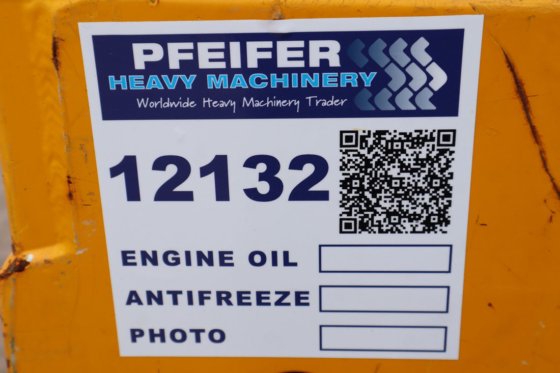 PFEIFER
HEAVY MACHINERY
Worldwide Heavy Machinery Trader
12132
ENGINE OIL
ANTIFREEZE
PHOTO